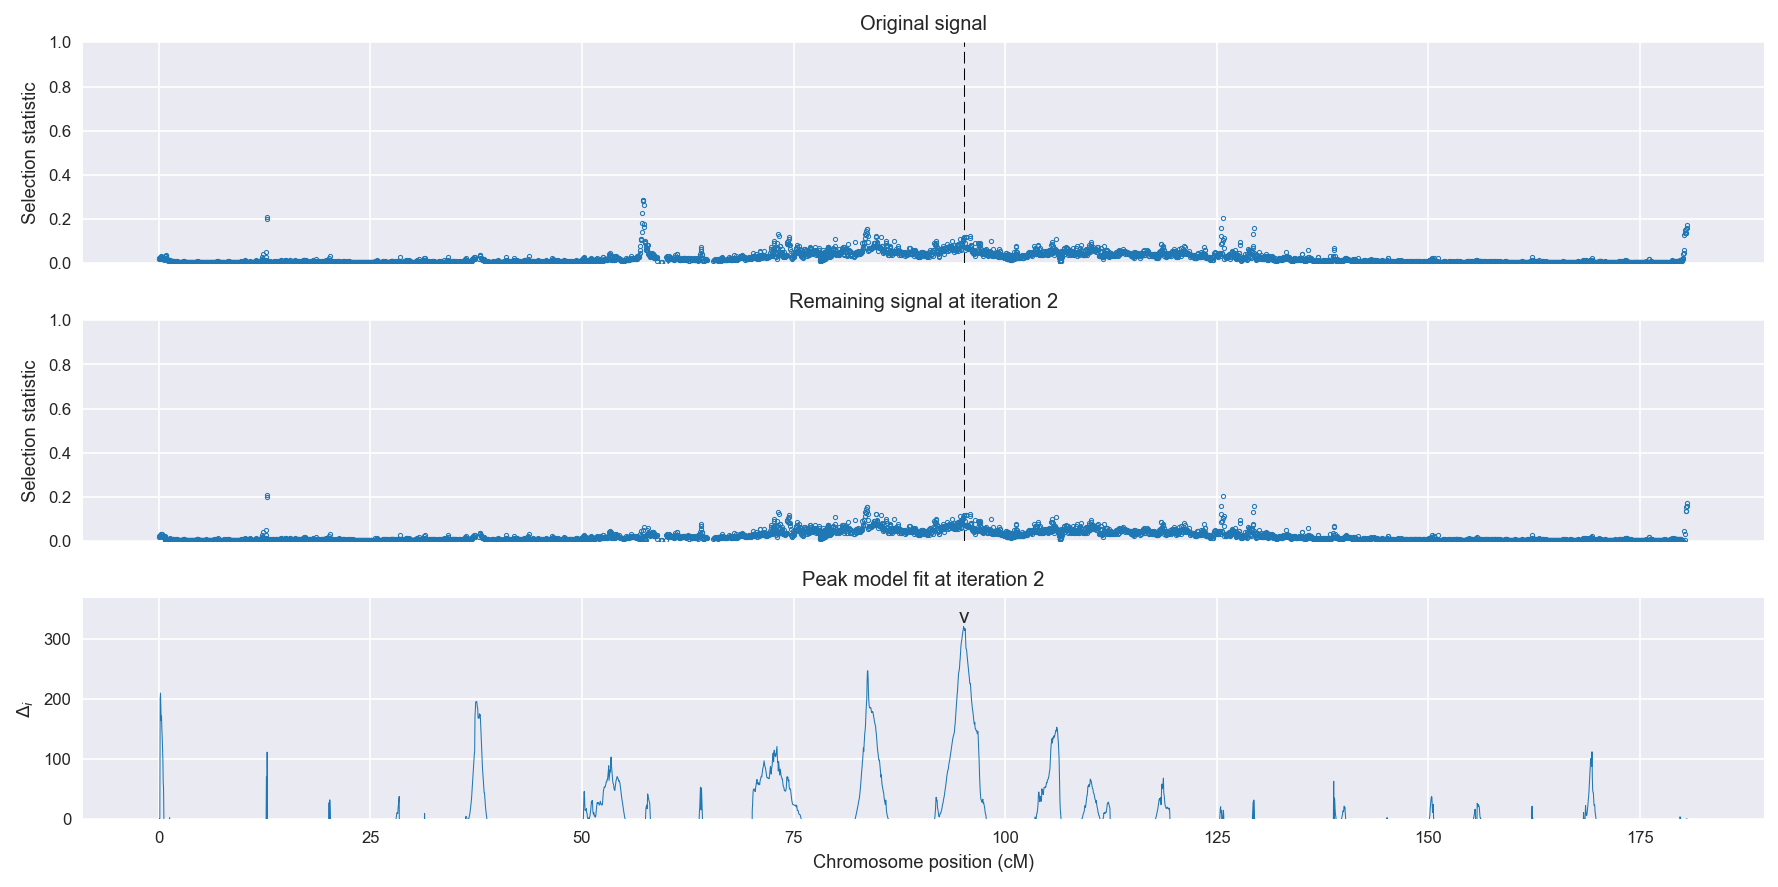 Original signal
1.0
0.8
0.6
0.4
0.2
0.0
Selection statistic
Remaining signal at iteration 2
1.0
0.8
0.6
0.4
0.2
0.0
Selection statistic
Peak model fit at iteration 2
v
300
200
100
0
Δi
0 25 50 75 100 125 150 175
Chromosome position (cM)